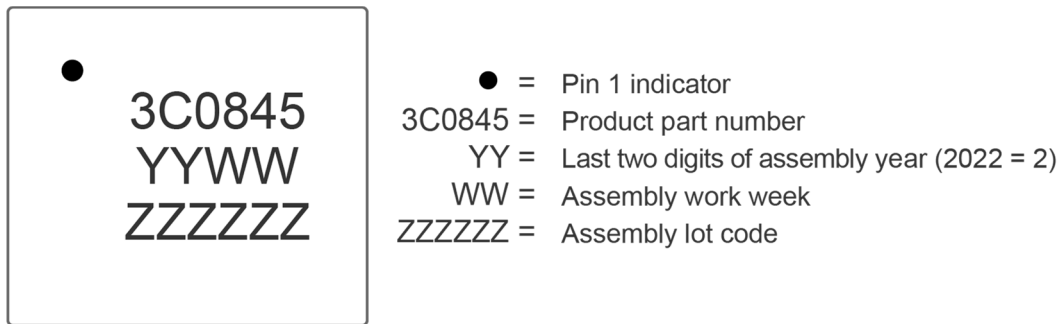 3C0845
YYWW
ZZZZZZ
● = Pin 1 indicator
3C0845 = Product part number
YY = Last two digits of assembly year (2022 = 2)
WW = Assembly work week
ZZZZZZ = Assembly lot code